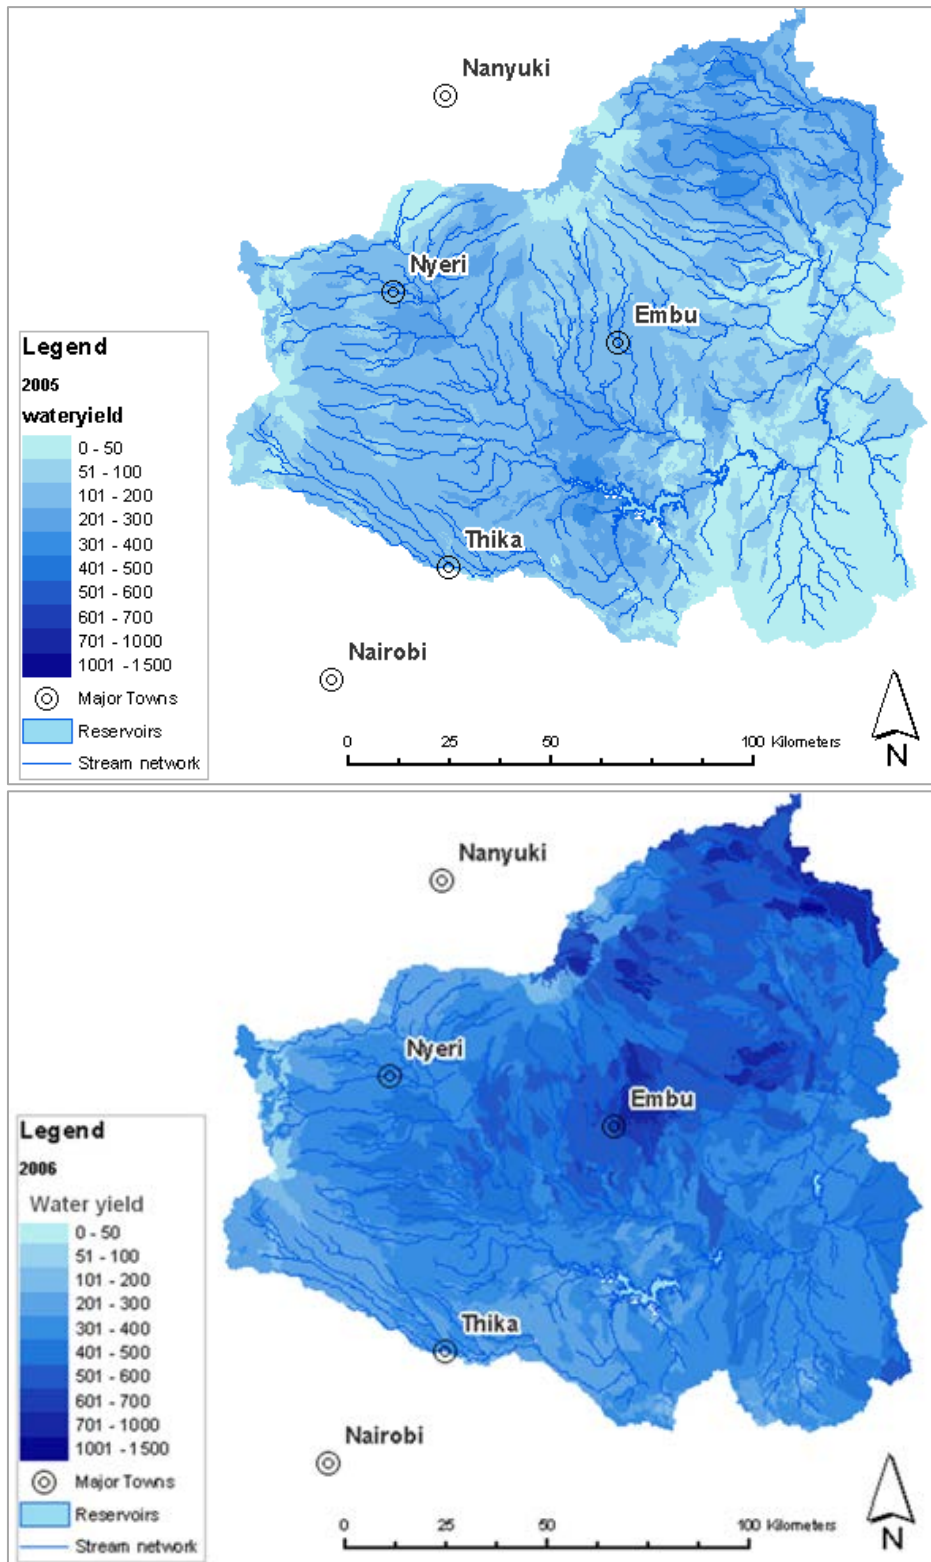 Nanyuki
Nyeri
Embu
Legend
2005
wateryield
0 - 50
51 - 100
101 - 200
201 - 300
301 - 400
401 - 500
501 - 600
601 - 700
701 - 1000
1001 - 1500
Major Towns
Reservoirs
Stream network
Thika
Nairobi
0 25 50 100 Kilometers
N
Nanyuki
Nyeri
Embu
Legend
2006
Water yield
0 - 50
51 - 100
101 - 200
201 - 300
301 - 400
401 - 500
501 - 600
601 - 700
701 - 1000
1001 - 1500
Major Towns
Reservoirs
Stream network
Thika
Nairobi
0 25 50 100 Kilometers
N